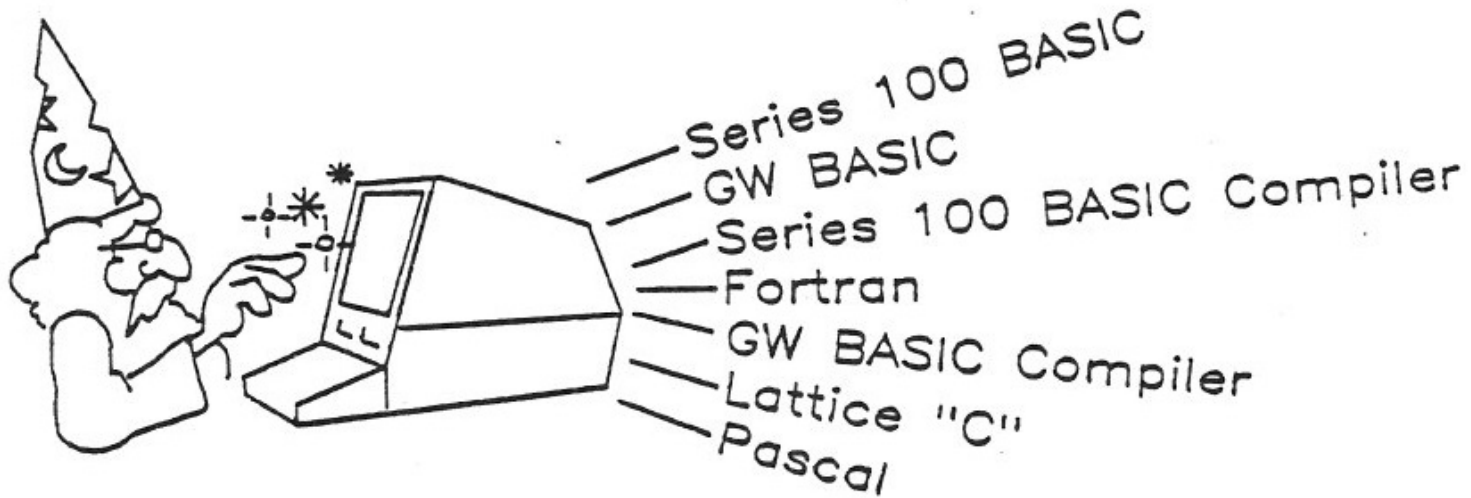 Series 100 BASIC
GW BASIC
Series 100 BASIC Compiler
Fortran
GW BASIC Compiler
Lattice "C"
Pascal